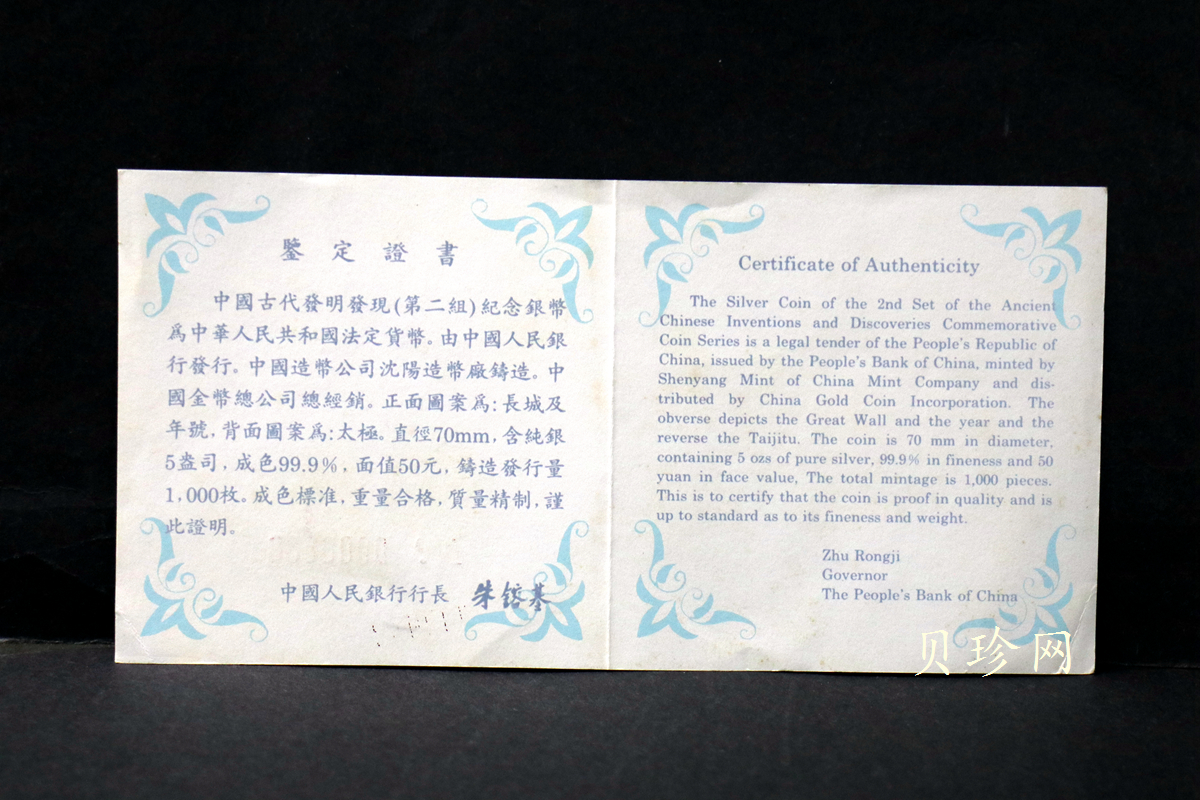 鑒定證書
中國古代發明發現(第二組)紀念銀幣
爲中華人民共和國法定貨幣。由中國人民銀
行發行。中國造幣公司沈陽造幣廠鑄造。中
國金幣總公司總經銷。正面圖案爲:長城及
年號,背面圖案爲:太極。直徑70mm,含純銀
5盎司,成色99.9%,面值50元,鑄造發行量
1,000枚。成色標准,重量合格,質量精制,謹
此證明。
中國人民銀行行長 朱镕基
Certificate of Authenticity
The Silver Coin of the 2nd Set of the Ancient
Chinese Inventions and Discoveries Commemorative
Coin Series is a legal tender of the People's Republic of
China, issued by the People's Bank of China, minted by
Shenyang Mint of China Mint Company and dis-
tributed by China Gold Coin Incorporation. The
obverse depicts the Great Wall and the year and the
reverse the Taijitu. The coin is 70 mm in diameter,
containing 5 ozs of pure silver, 99.9% in fineness and 50
yuan in face value. The total mintage is 1,000 pieces.
This is to certify that the coin is proof in quality and is
up to standard as to its fineness and weight.
Zhu Rongji
Governor
The People's Bank of China
贝珍网